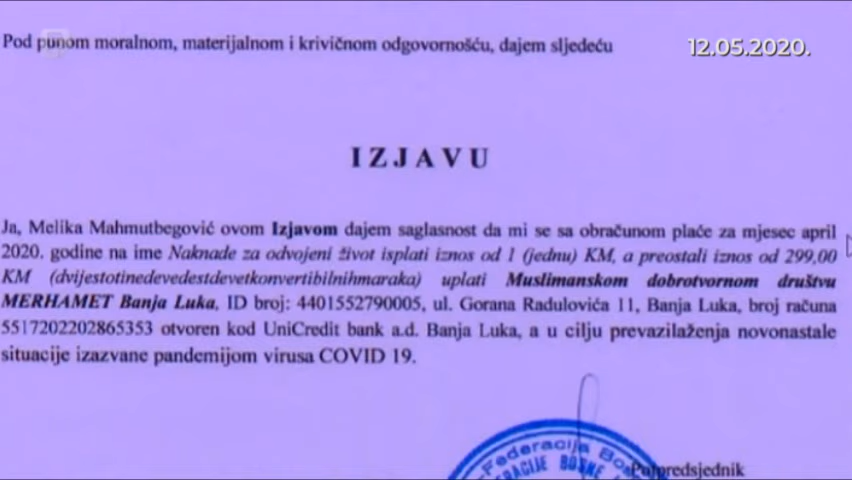 Pod punom moralnom, materijalnom i krivičnom odgovornošću, dajem sljedeću
12.05.2020.
I Z J A V U
Ja, Melika Mahmutbegović ovom Izjavom dajem saglasnost da mi se sa obračunom plaće za mjesec april
2020. godine na ime Naknade za odvojeni život isplati iznos od 1 (jednu) KM, a preostali iznos od 299,00
KM (dvijestotinedevedestdevetkonvertibilnihmaraka) uplati Muslimanskom dobrotvornom društvu
MERHAMET Banja Luka, ID broj: 4401552790005, ul. Gorana Radulovića 11, Banja Luka, broj računa
5517202202865353 otvoren kod UniCredit bank a.d. Banja Luka, a u cilju prevazilaženja novonastale
situacije izazvane pandemijom virusa COVID 19.
Federacija Bos
ERACIJE BOSNE
Potpredsjednik